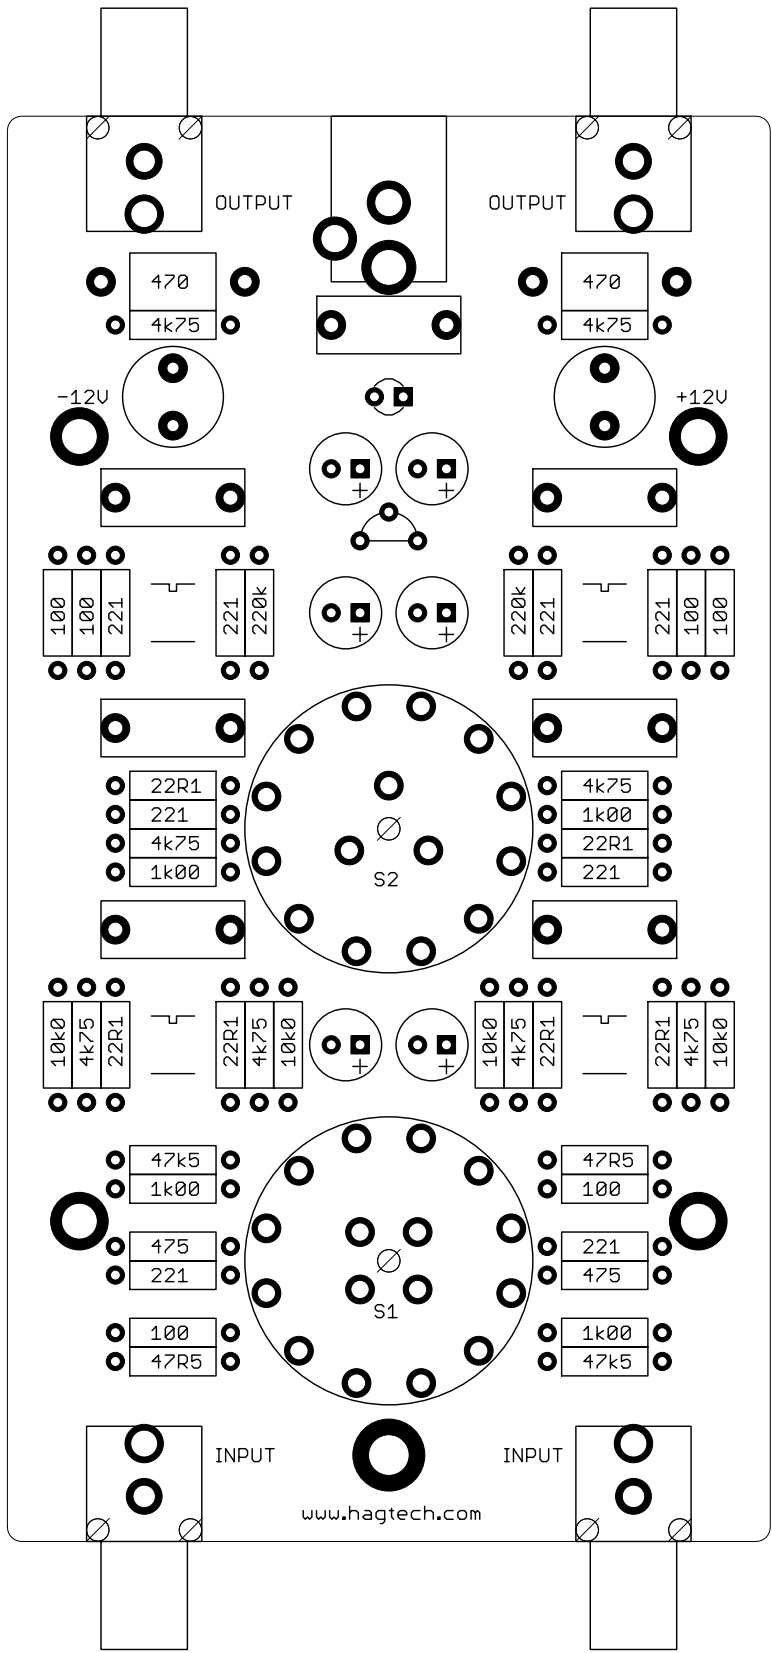 OUTPUT OUTPUT
470 470
4k75 4k75
-12V +12V
+ +
100 100 221 221 220k 220k 221 221 100 100
+ +
22R1 4k75
221 1k00
4k75 22R1
1k00 221
S2
10k0 4k75 22R1 22R1 4k75 10k0 10k0 4k75 22R1 22R1 4k75 10k0
+ +
47k5 47R5
1k00 100
475 221
221 475
S1
100 1k00
47R5 47k5
INPUT INPUT
www.hagtech.com